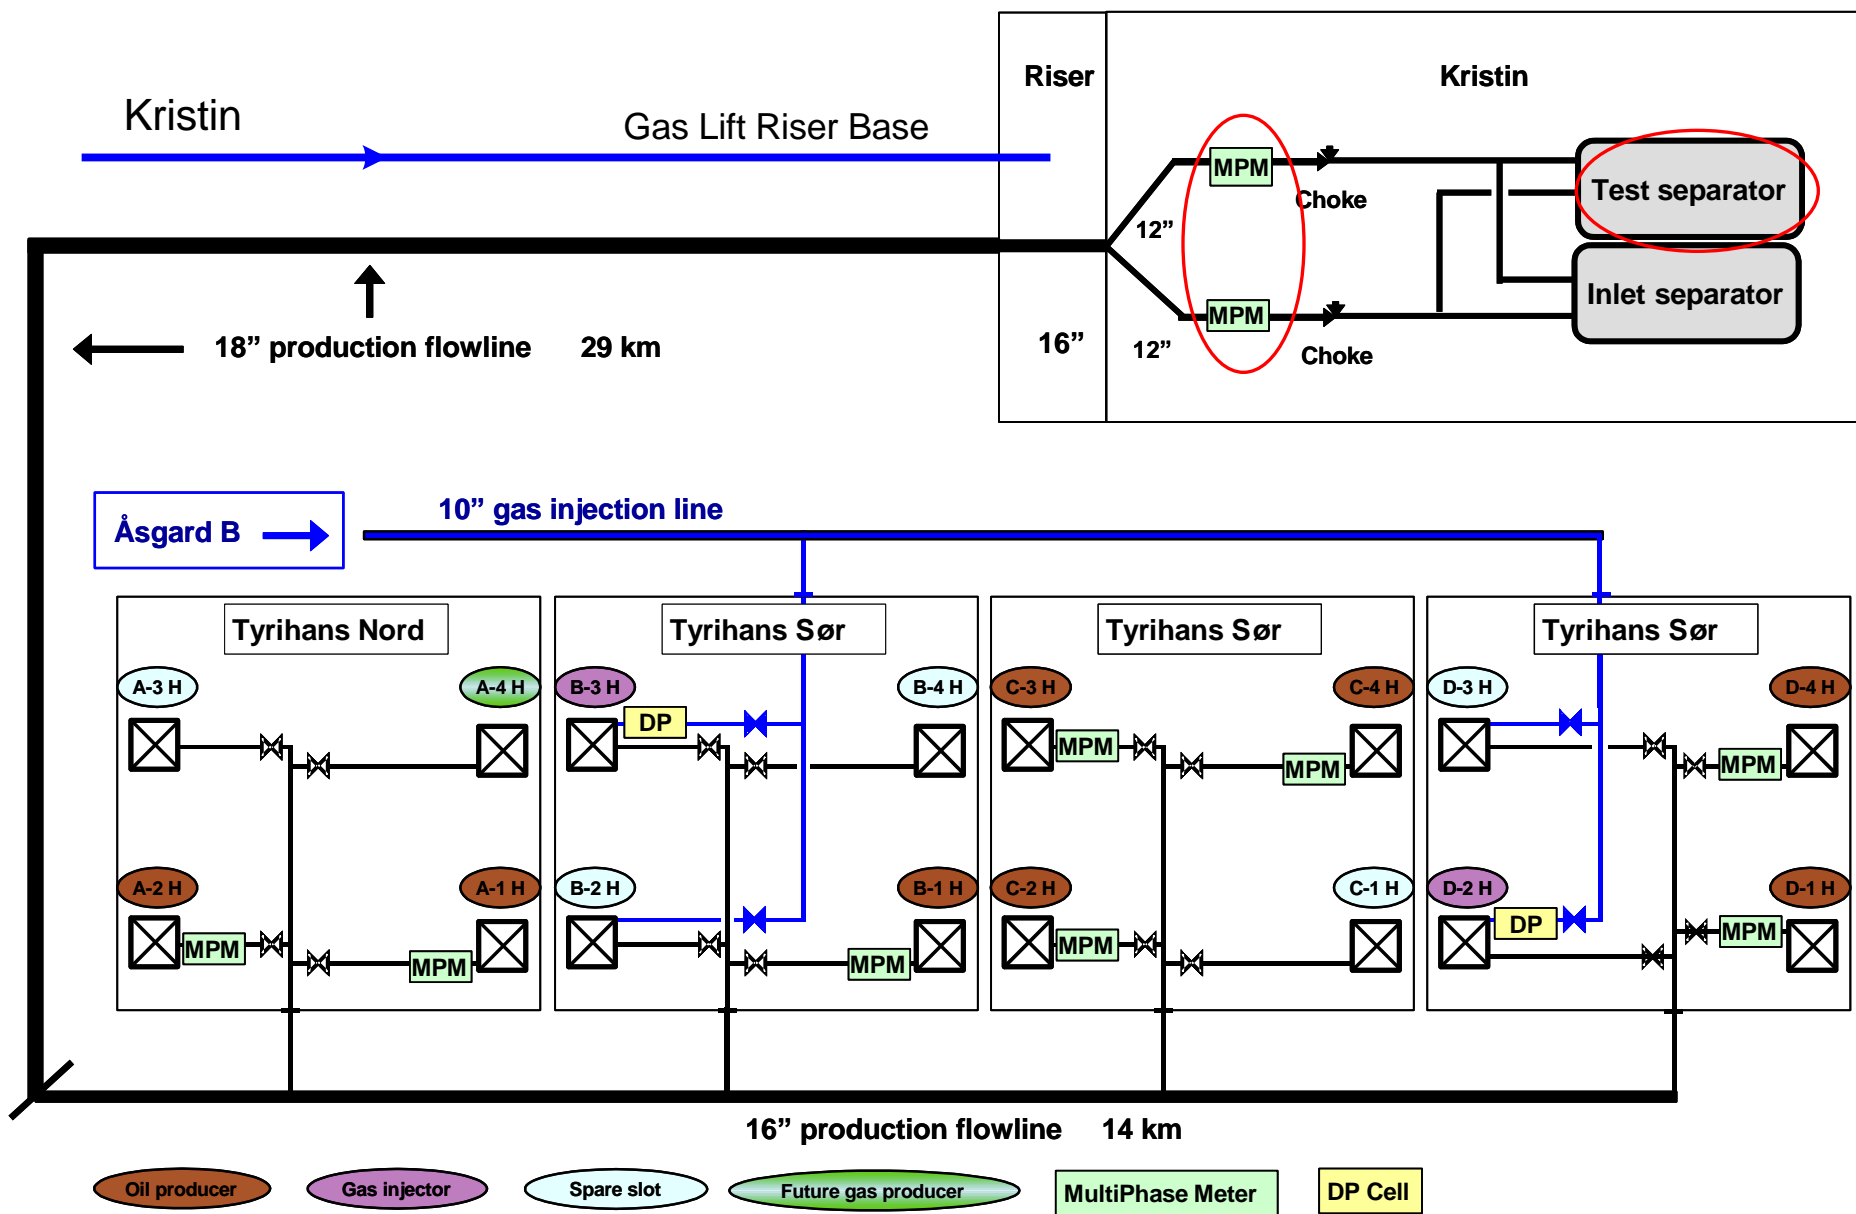 Riser
Kristin
Kristin
Gas Lift Riser Base
MPM
Choke
Test separator
12”
Inlet separator
MPM
16”
12”
Choke
18” production flowline 29 km
10” gas injection line
Åsgard B
Tyrihans Nord
Tyrihans Sør
Tyrihans Sør
Tyrihans Sør
A-3 H
A-4 H
B-3 H
B-4 H
C-3 H
C-4 H
D-3 H
D-4 H
DP
MPM
MPM
MPM
A-2 H
A-1 H
B-2 H
B-1 H
C-2 H
C-1 H
D-2 H
D-1 H
MPM
MPM
MPM
MPM
DP
MPM
16” production flowline 14 km
Oil producer
Gas injector
Spare slot
Future gas producer
MultiPhase Meter
DP Cell